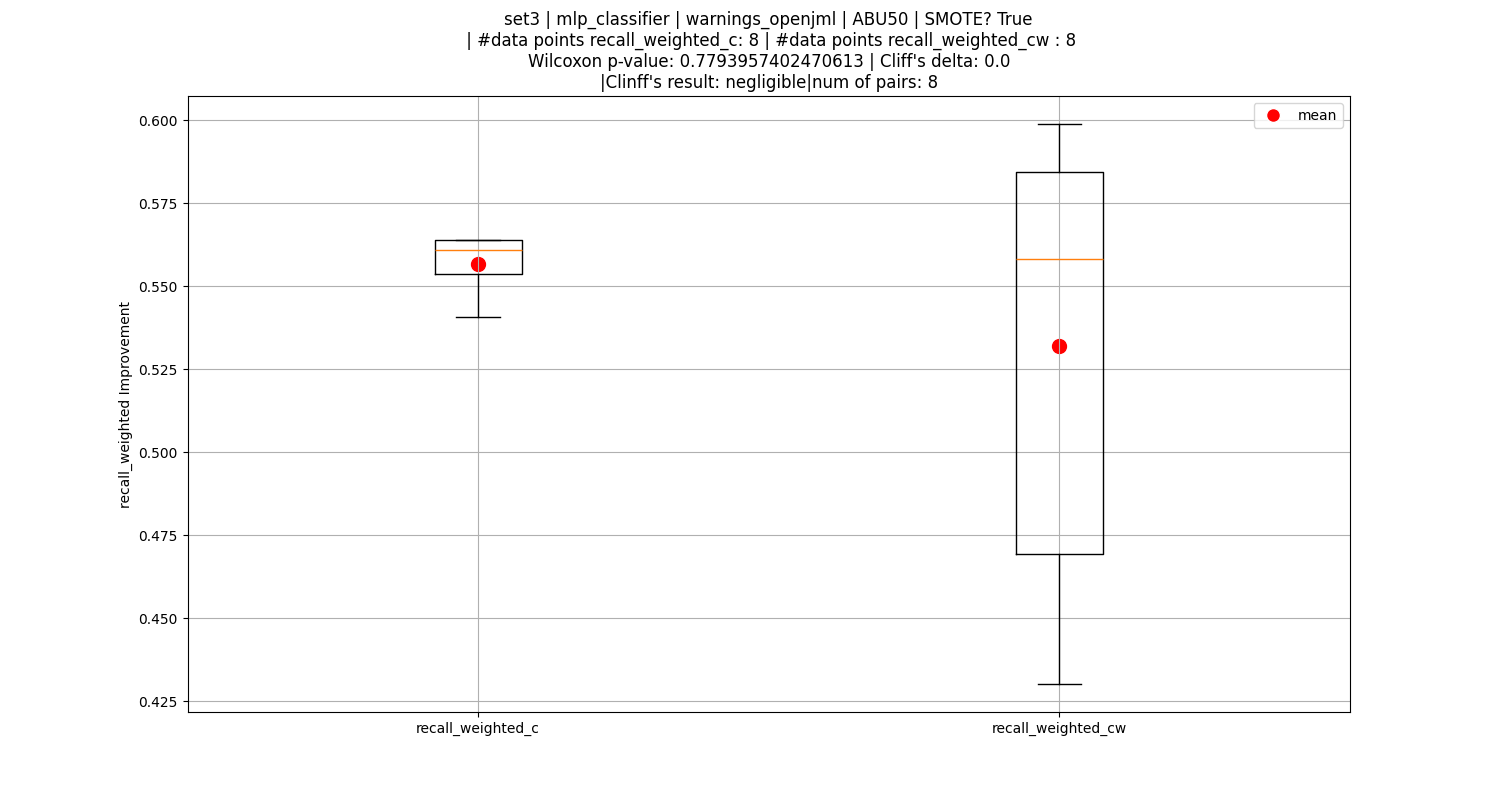 set3 | mlp_classifier | warnings_openjml | ABU50 | SMOTE? True
| #data points recall_weighted_c: 8 | #data points recall_weighted_cw : 8
Wilcoxon p-value: 0.7793957402470613 | Cliff's delta: 0.0
|Clinff's result: negligible|num of pairs: 8
mean
0.600
0.575
0.550
0.525
0.500
0.475
0.450
0.425
recall_weighted Improvement
recall_weighted_c
recall_weighted_cw